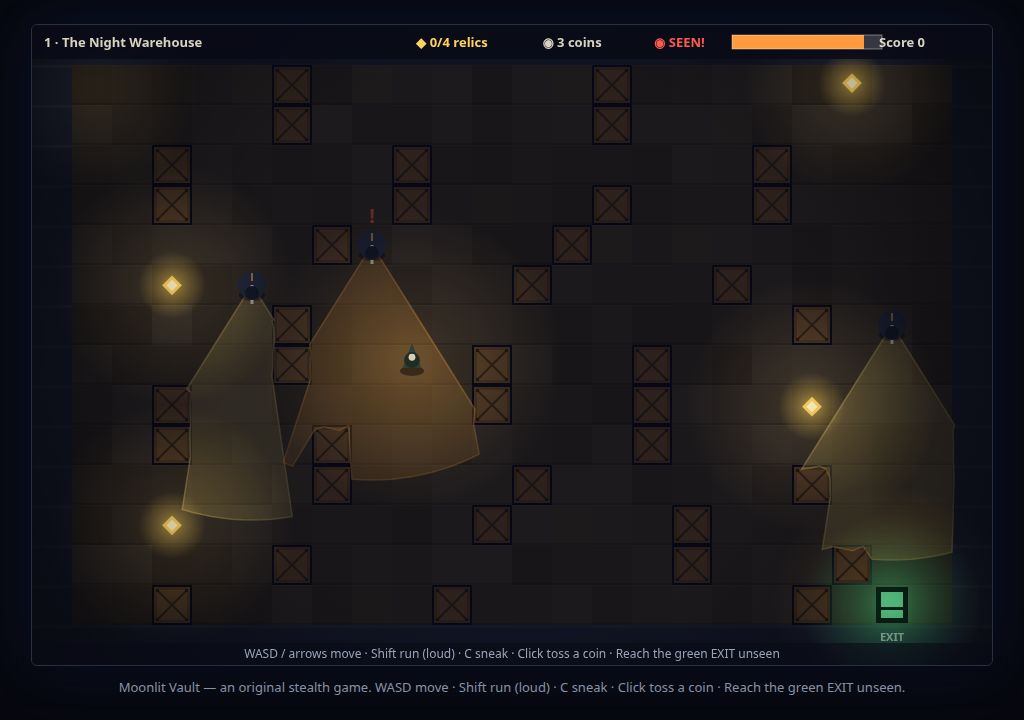 1 · The Night Warehouse ◆ 0/4 relics ◉ 3 coins ◉ SEEN! Score 0
!
EXIT
WASD / arrows move · Shift run (loud) · C sneak · Click toss a coin · Reach the green EXIT unseen
Moonlit Vault — an original stealth game. WASD move · Shift run (loud) · C sneak · Click toss a coin · Reach the green EXIT unseen.